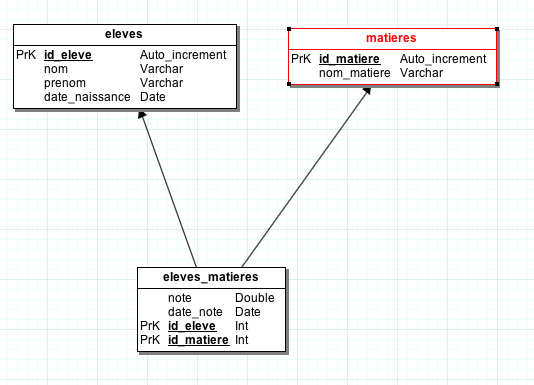 eleves
PrK id_eleve Auto_increment
nom Varchar
prenom Varchar
date_naissance Date
matieres
PrK id_matiere Auto_increment
nom_matiere Varchar
eleves_matieres
note Double
date_note Date
PrK id_eleve Int
PrK id_matiere Int